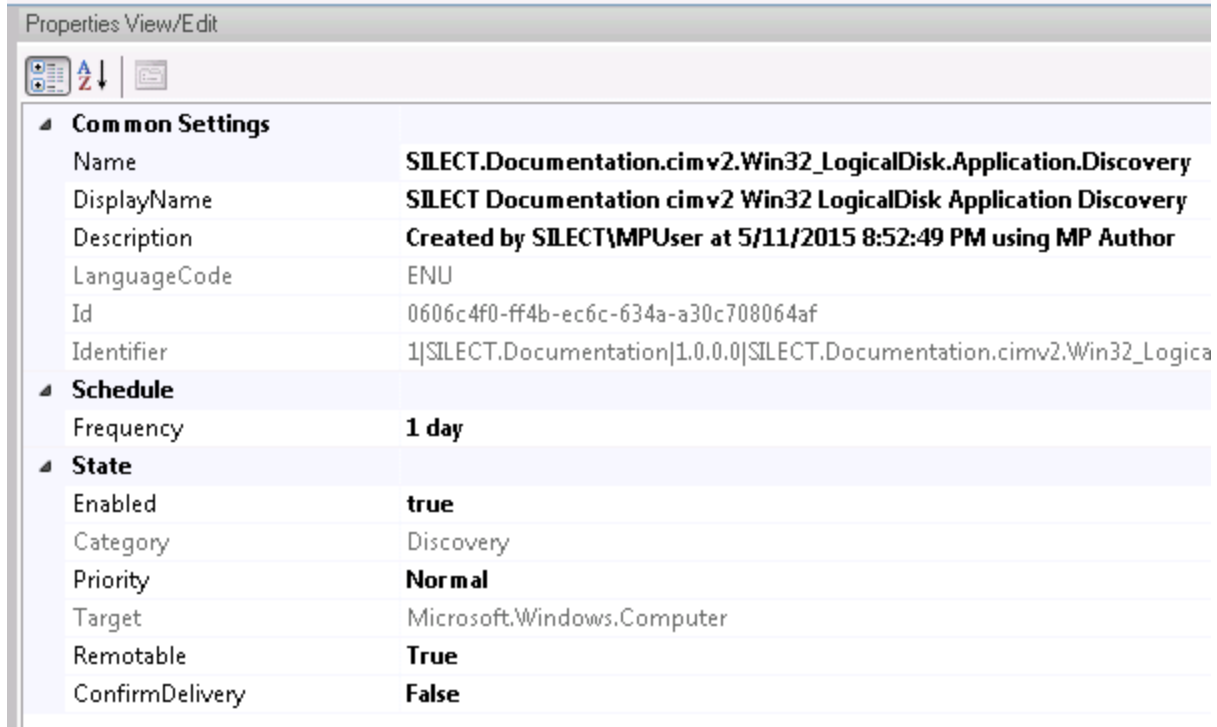 Properties View/Edit
Common Settings
Name SILECT.Documentation.cimv2.Win32_LogicalDisk.Application.Discovery
DisplayName SILECT Documentation cimv2 Win32 LogicalDisk Application Discovery
Description Created by SILECT\MPUser at 5/11/2015 8:52:49 PM using MP Author
LanguageCode ENU
Id 0606c4f0-ff4b-ec6c-634a-a30c708064af
Identifier 1|SILECT.Documentation|1.0.0.0|SILECT.Documentation.cimv2.Win32_Logica
Schedule
Frequency 1 day
State
Enabled true
Category Discovery
Priority Normal
Target Microsoft.Windows.Computer
Remotable True
ConfirmDelivery False